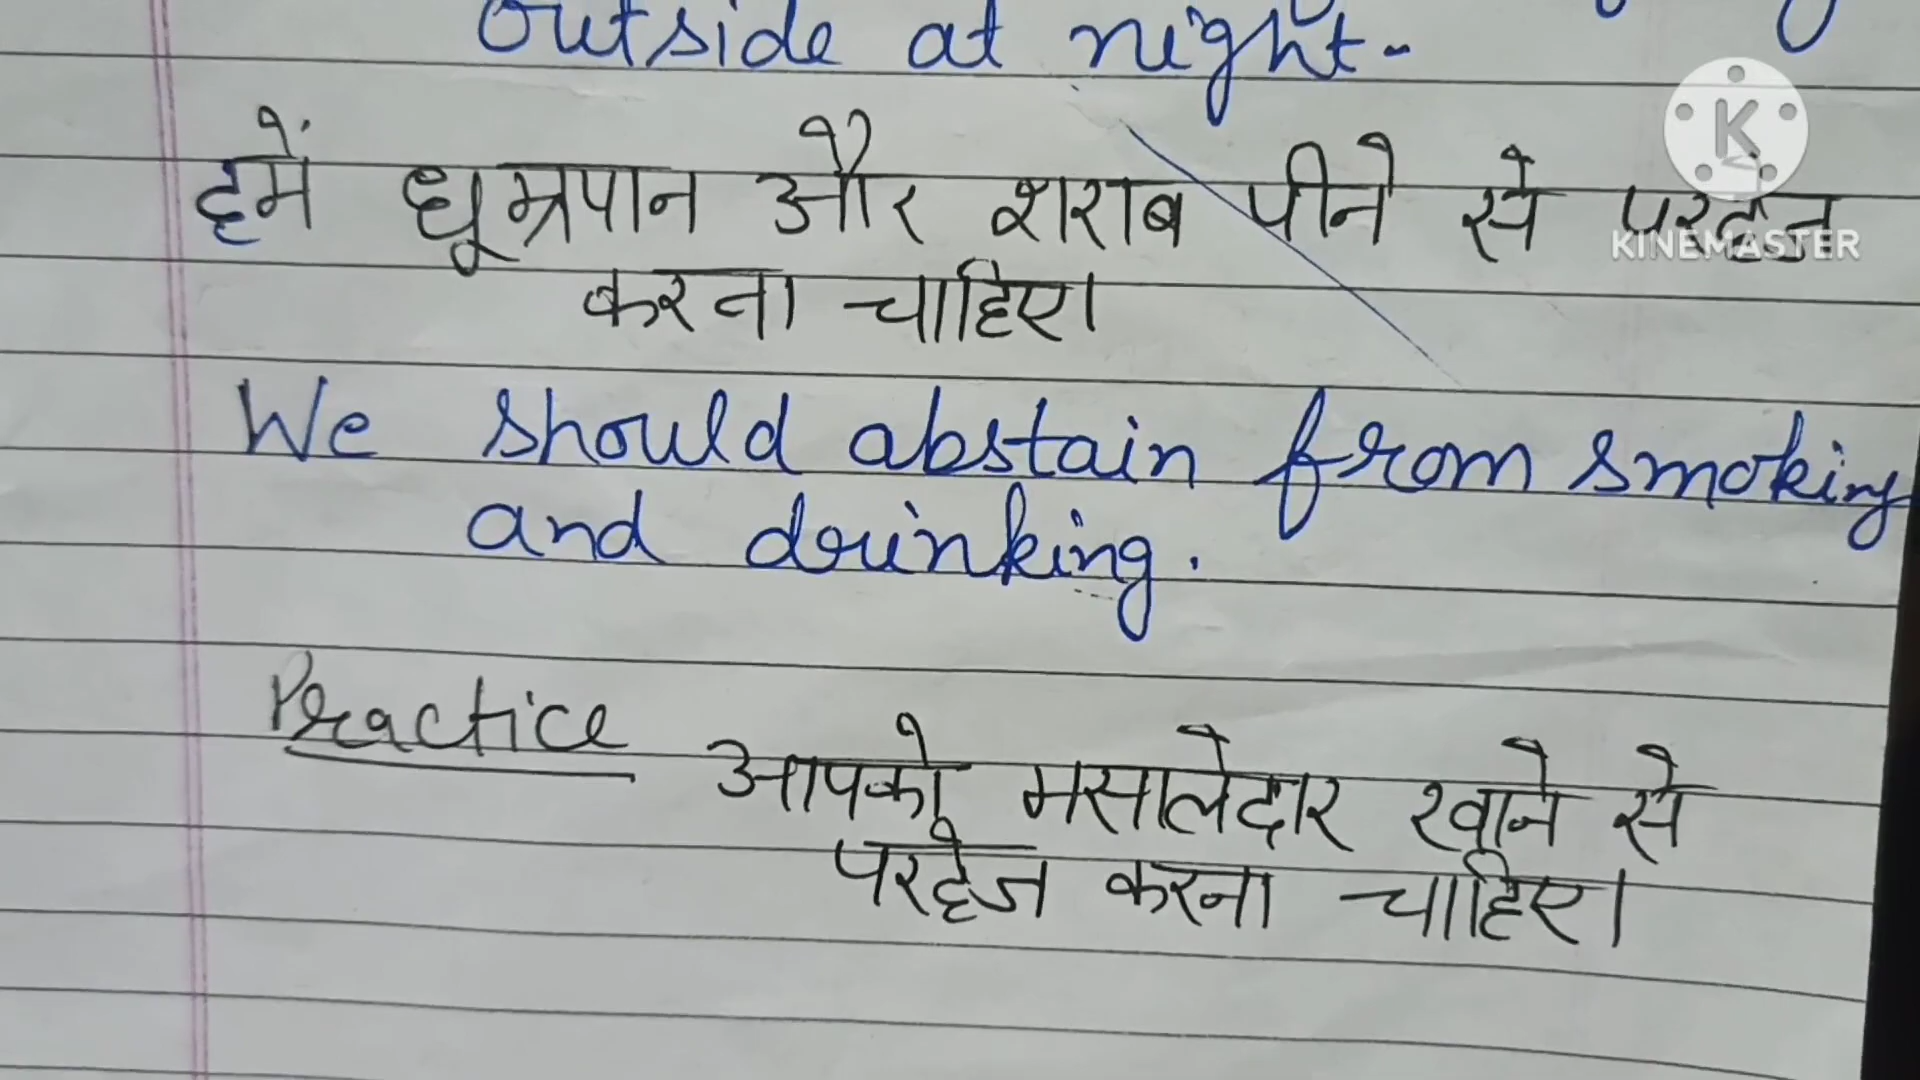 outside at night.
हमें धूम्रपान और शराब पीने से परहेज
करना चाहिए।
We should abstain from smoking
and drinking.
Practice आपको मसालेदार खाने से
परहेज करना चाहिए।
K
KINEMASTER